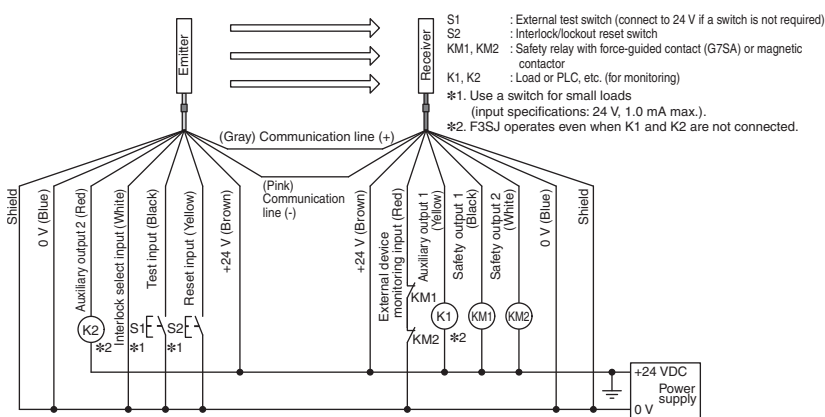 Emitter
Receiver
S1 : External test switch (connect to 24 V if a switch is not required)
S2 : Interlock/lockout reset switch
KM1, KM2 : Safety relay with force-guided contact (G7SA) or magnetic
contactor
K1, K2 : Load or PLC, etc. (for monitoring)
*1. Use a switch for small loads
(input specifications: 24 V, 1.0 mA max.).
*2. F3SJ operates even when K1 and K2 are not connected.
(Gray) Communication line (+)
(Pink)
Communication
line (-)
Shield
0 V (Blue)
Auxiliary output 2 (Red)
Interlock select input (White)
Test input (Black)
Reset input (Yellow)
+24 V (Brown)
+24 V (Brown)
External device
monitoring input (Red)
Auxiliary output 1
(Yellow)
Safety output 1
(Black)
Safety output 2
(White)
0 V (Blue)
Shield
K2
*2
S1
*1
S2
*1
KM1
KM2
K1
*2
KM1
KM2
+24 VDC
Power
supply
0 V